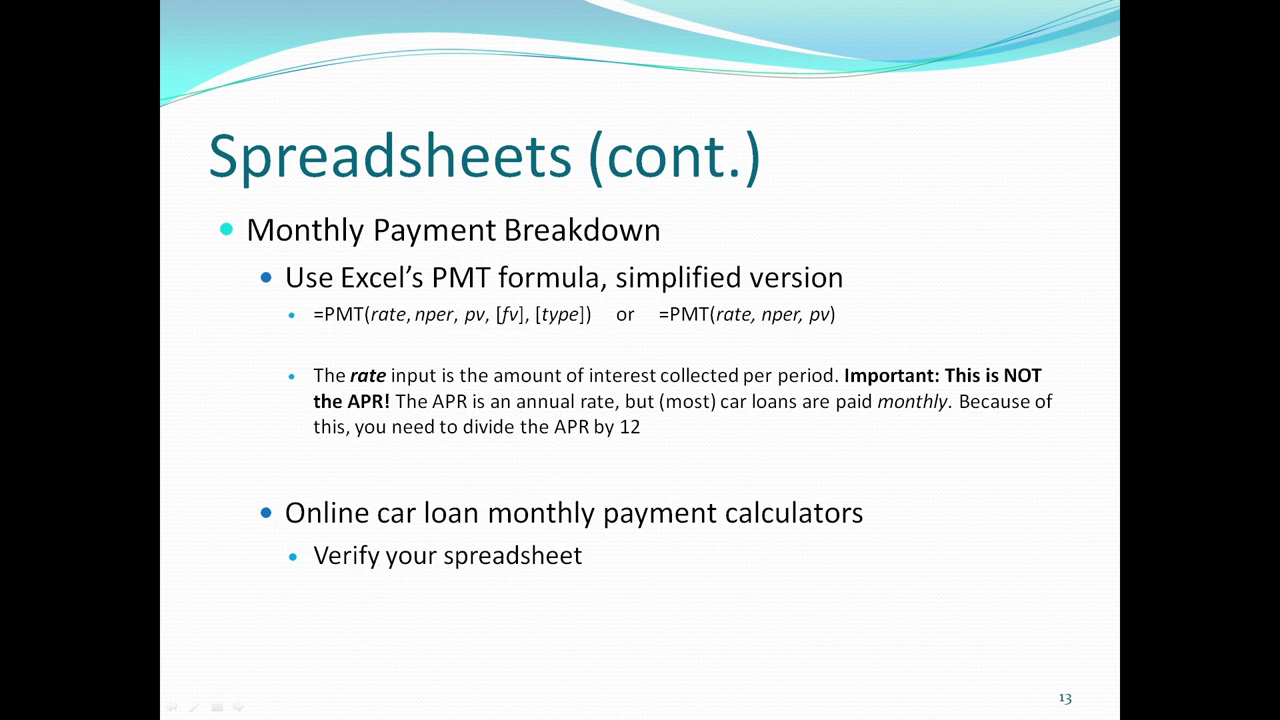 Spreadsheets (cont.)
Monthly Payment Breakdown
Use Excel’s PMT formula, simplified version
=PMT(rate, nper, pv, [fv], [type]) or =PMT(rate, nper, pv)
The rate input is the amount of interest collected per period. Important: This is NOT
the APR! The APR is an annual rate, but (most) car loans are paid monthly. Because of
this, you need to divide the APR by 12
Online car loan monthly payment calculators
Verify your spreadsheet
13